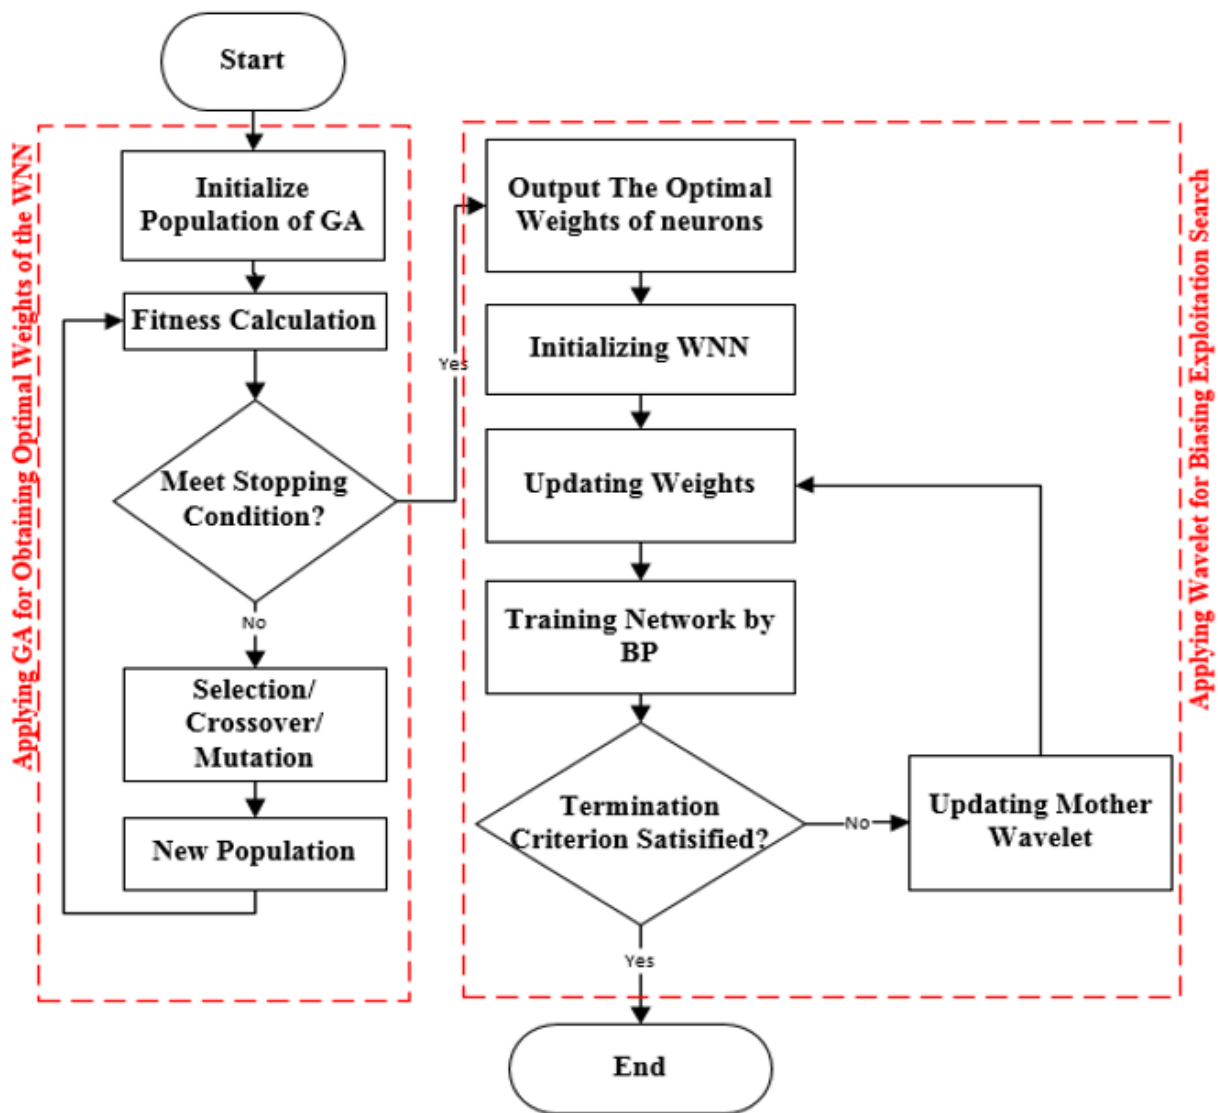 Start
Applying GA for Obtaining Optimal Weights of the WNN
Initialize
Population of GA
Fitness Calculation
Meet Stopping
Condition?
Yes
No
Selection/
Crossover/
Mutation
New Population
Output The Optimal
Weights of neurons
Initializing WNN
Updating Weights
Training Network by
BP
Termination
Criterion Satisified?
No
Updating Mother
Wavelet
Yes
End
Applying Wavelet for Biasing Exploitation Search